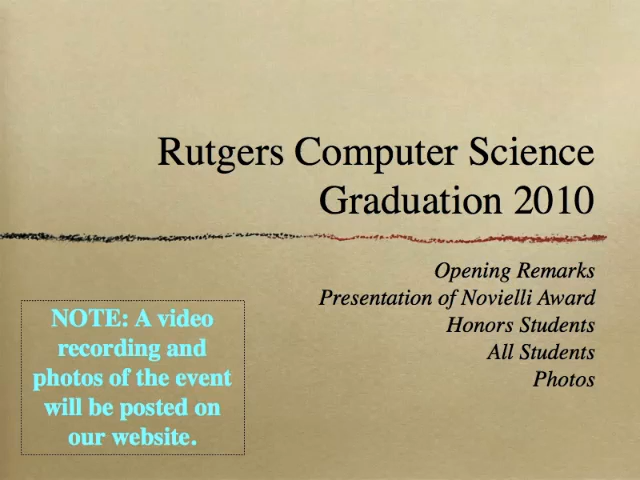 Rutgers Computer Science
Graduation 2010
Opening Remarks
Presentation of Novielli Award
Honors Students
All Students
Photos
NOTE: A video
recording and
photos of the event
will be posted on
our website.